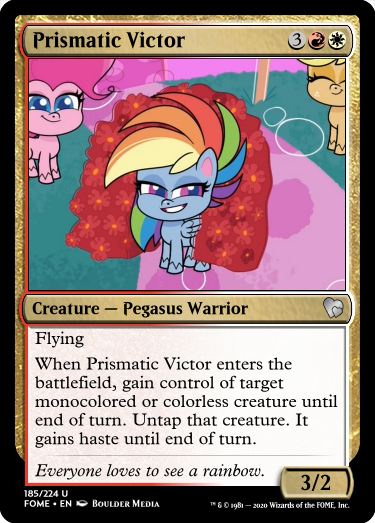 Prismatic Victor 3
Creature — Pegasus Warrior
Flying
When Prismatic Victor enters the
battlefield, gain control of target
monocolored or colorless creature until
end of turn. Untap that creature. It
gains haste until end of turn.
Everyone loves to see a rainbow.
3/2
185/224 U
FOME • EN Boulder Media
™ & © 1981 — 2020 Wizards of the FOME, Inc.